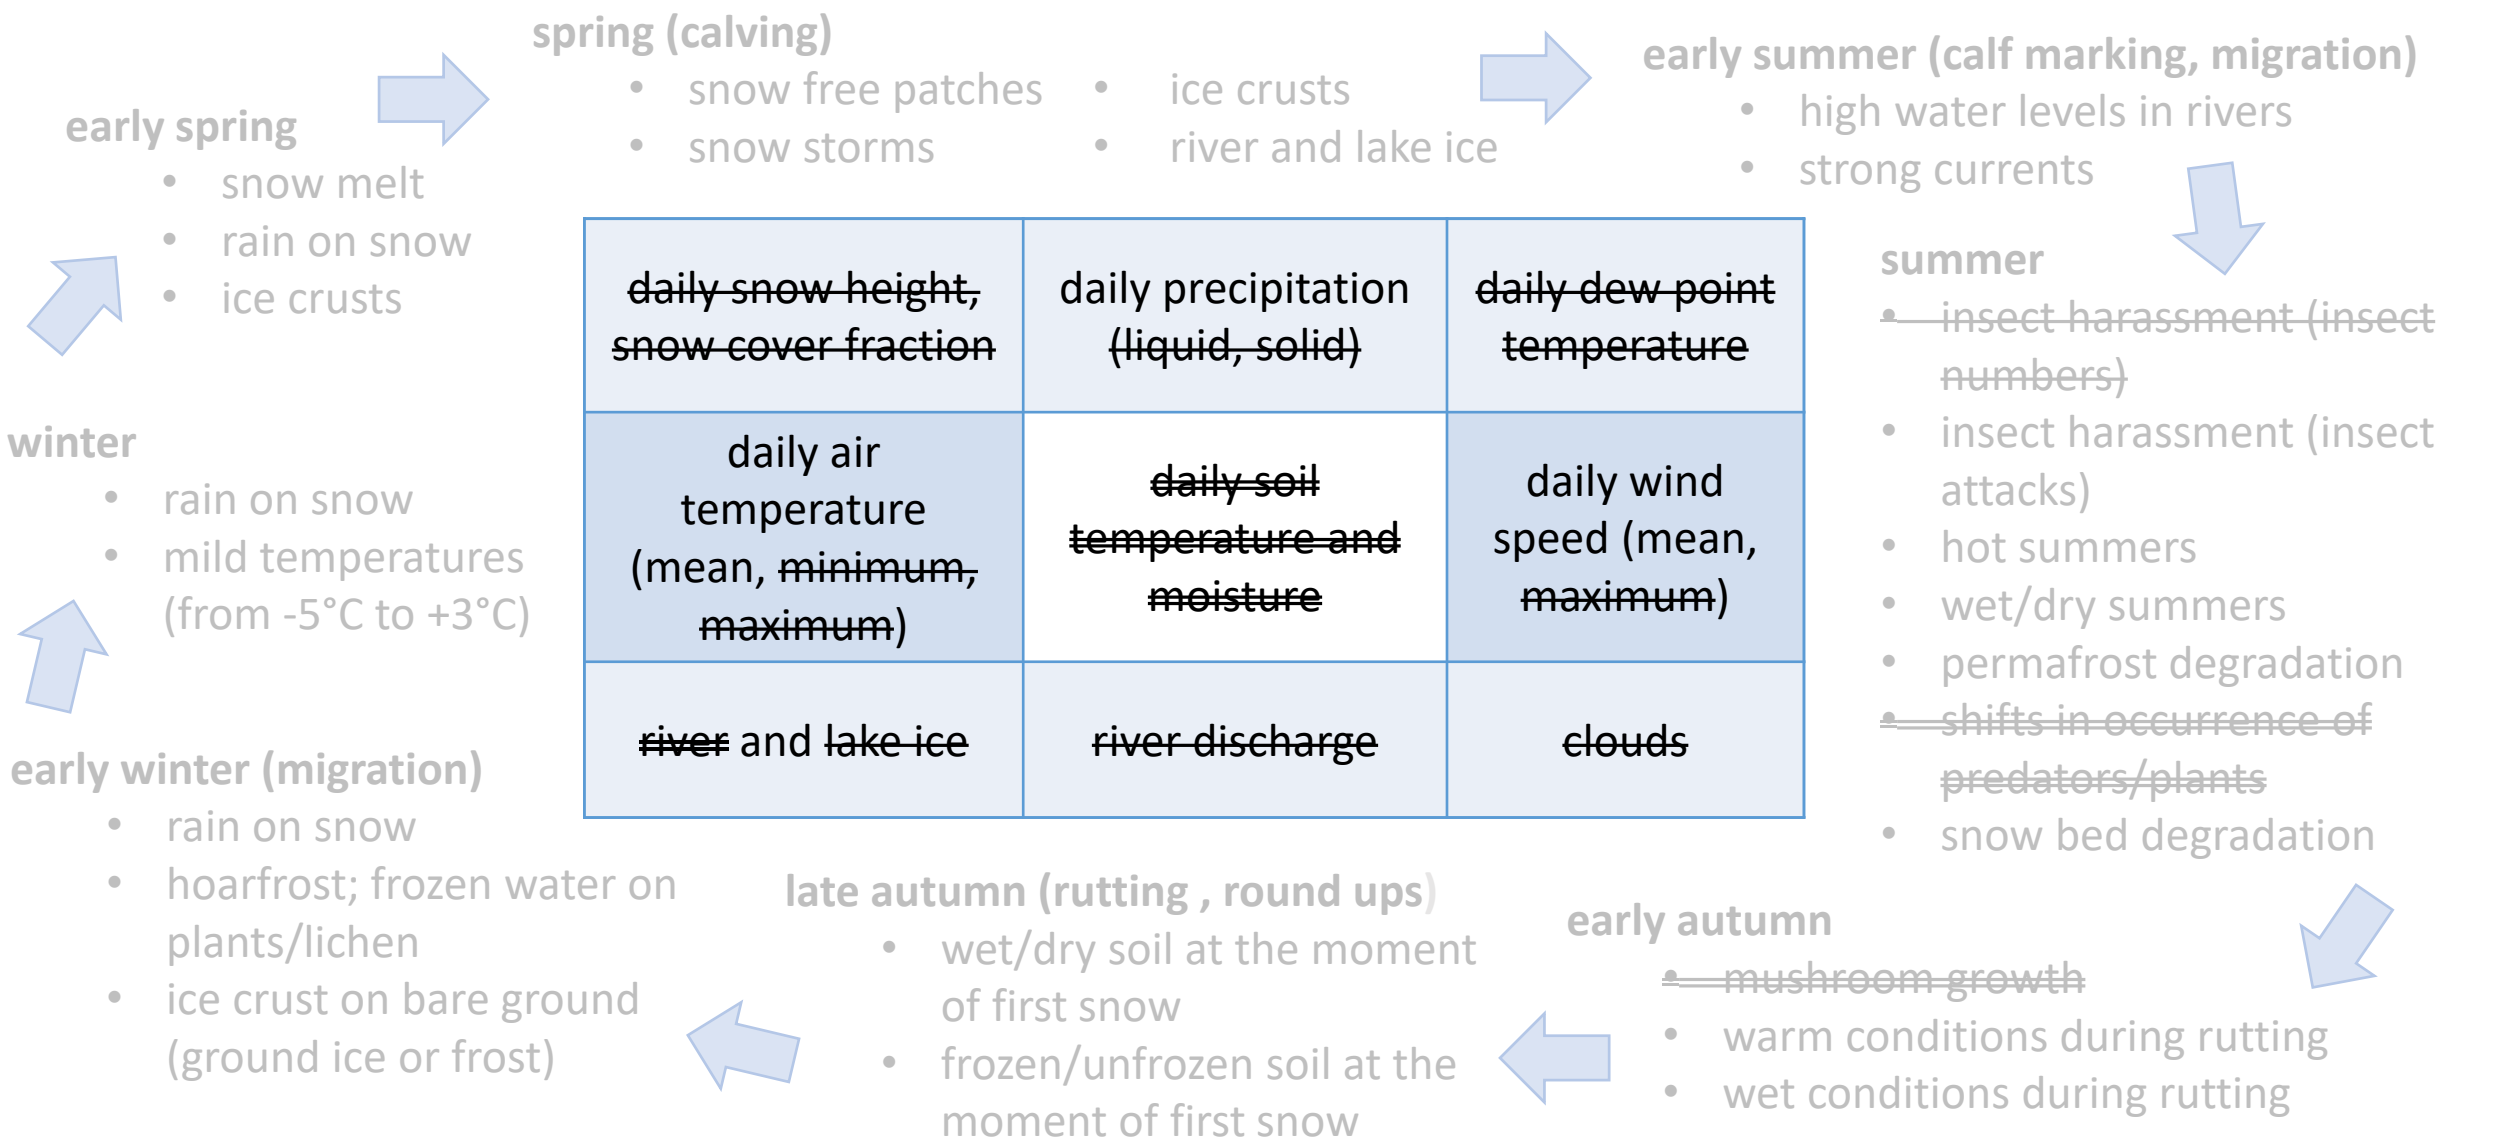 spring (calving)
• snow free patches
• snow storms
• ice crusts
• river and lake ice
early summer (calf marking, migration)
• high water levels in rivers
• strong currents
early spring
• snow melt
• rain on snow
• ice crusts
summer
• insect harassment (insect
numbers)
• insect harassment (insect
attacks)
• hot summers
• wet/dry summers
• permafrost degradation
• shifts in occurrence of
predators/plants
• snow bed degradation
daily snow height,
snow cover fraction
daily precipitation
(liquid, solid)
daily dew point
temperature
daily air
temperature
(mean, minimum,
maximum)
daily soil
temperature and
moisture
daily wind
speed (mean,
maximum)
river and lake ice
river discharge
clouds
winter
• rain on snow
• mild temperatures
(from -5°C to +3°C)
early winter (migration)
• rain on snow
• hoarfrost; frozen water on
plants/lichen
• ice crust on bare ground
(ground ice or frost)
late autumn (rutting , round ups)
• wet/dry soil at the moment
of first snow
• frozen/unfrozen soil at the
moment of first snow
early autumn
• mushroom growth
• warm conditions during rutting
• wet conditions during rutting